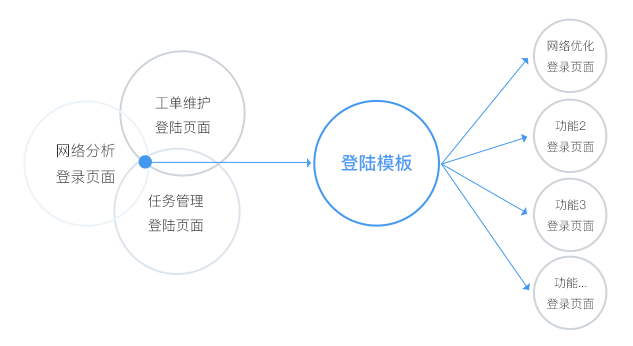 工单维护
登陆页面
网络分析
登录页面
任务管理
登陆页面
登陆模板
网络优化
登录页面
功能2
登录页面
功能3
登录页面
功能...
登录页面